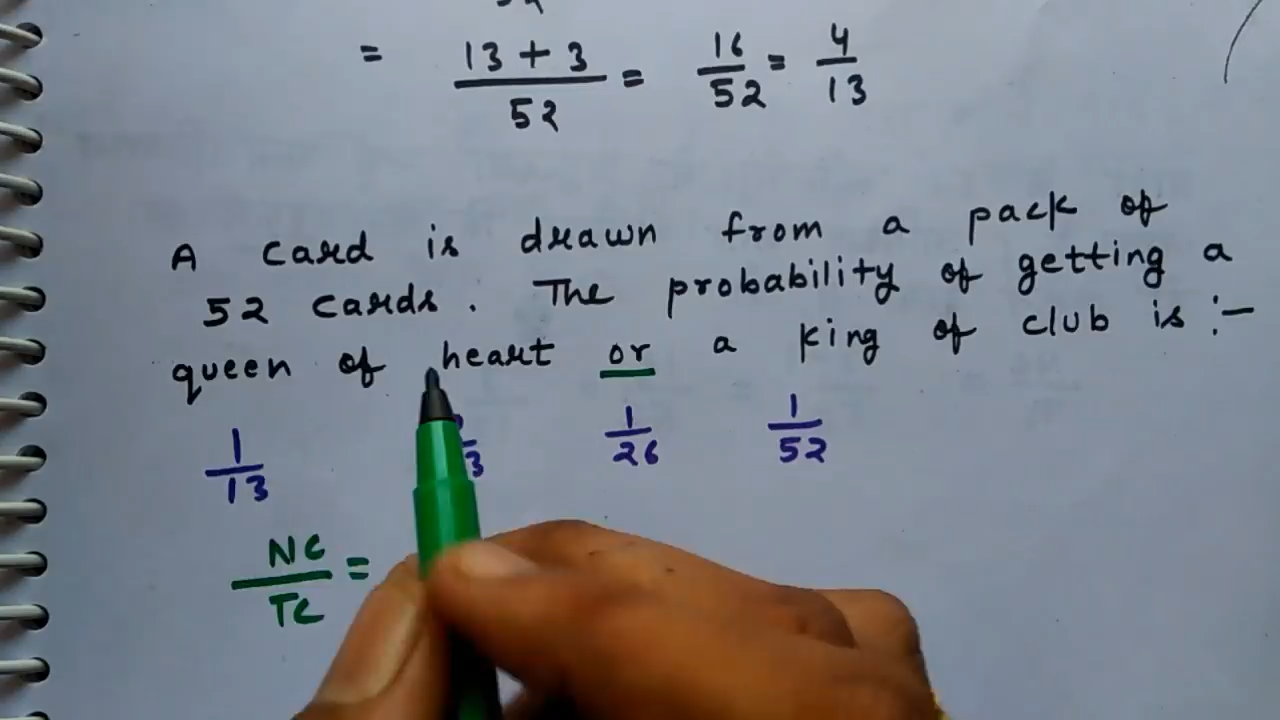 = 13 + 3 / 52 = 16 / 52 = 4 / 13
A card is drawn from a pack of
52 cards. The probability of getting a
queen of heart or a king of club is :-
1/13 1/26 1/52
NC / TC =